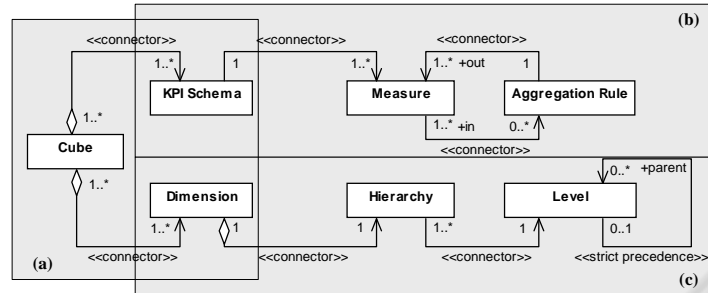 (b)
<<connector>> <<connector>> <<connector>>
1..* 1 1..* 1..* +out 1
KPI Schema Measure Aggregation Rule
1..* 1..* +in 0..*
Cube <<connector>>
1..* 0..* +parent
Dimension Hierarchy Level
1..* 1 1 1..* 1 0..1
(a) <<connector>> <<connector>> <<connector>> <<strict precedence>>
(c)